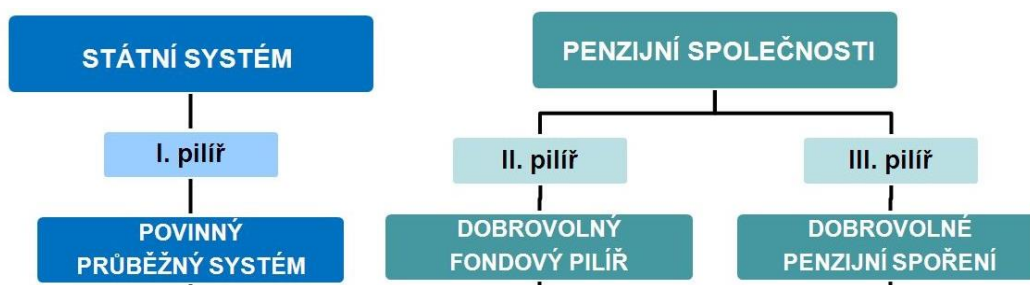 STÁTNÍ SYSTÉM
PENZIJNÍ SPOLEČNOSTI
I. pilíř
II. pilíř
III. pilíř
POVINNÝ
PRŮBĚŽNÝ SYSTÉM
DOBROVOLNÝ
FONDOVÝ PILÍŘ
DOBROVOLNÉ
PENZIJNÍ SPOŘENÍ